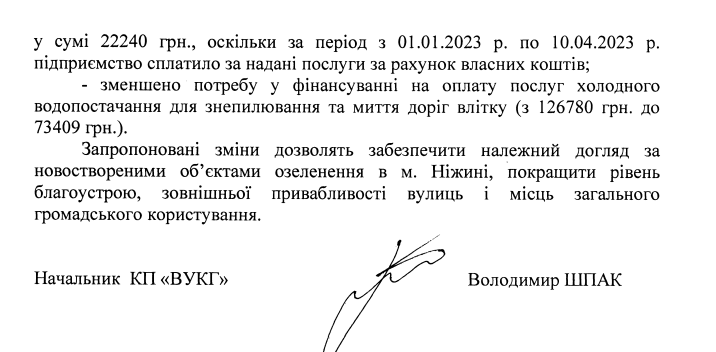 у сумі 22240 грн., оскільки за період з 01.01.2023 р. по 10.04.2023 р.
підприємство сплатило за надані послуги за рахунок власних коштів;
- зменшено потребу у фінансуванні на оплату послуг холодного
водопостачання для знепилювання та миття доріг влітку (з 126780 грн. до
73409 грн.).
Запропоновані зміни дозволять забезпечити належний догляд за
новоствореними об’єктами озеленення в м. Ніжині, покращити рівень
благоустрою, зовнішньої привабливості вулиць і місць загального
громадського користування.
Начальник КП «ВУКГ» Володимир ШПАК